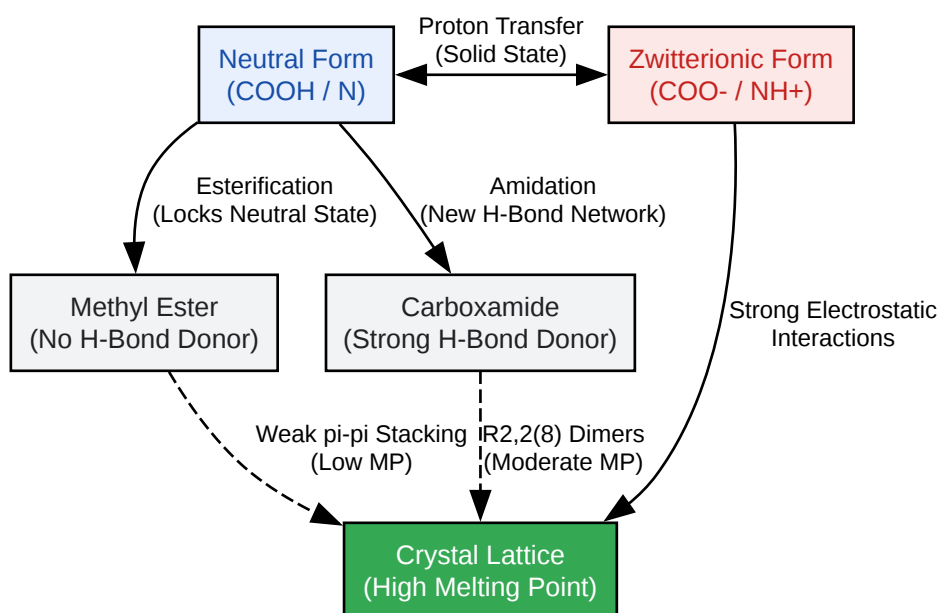 Proton Transfer
(Solid State)
Neutral Form
(COOH / N)
Zwitterionic Form
(COO- / NH+)
Esterification
(Locks Neutral State)
Amidation
(New H-Bond Network)
Methyl Ester
(No H-Bond Donor)
Carboxamide
(Strong H-Bond Donor)
Strong Electrostatic
Interactions
Weak pi-pi Stacking
(Low MP)
R2,2(8) Dimers
(Moderate MP)
Crystal Lattice
(High Melting Point)